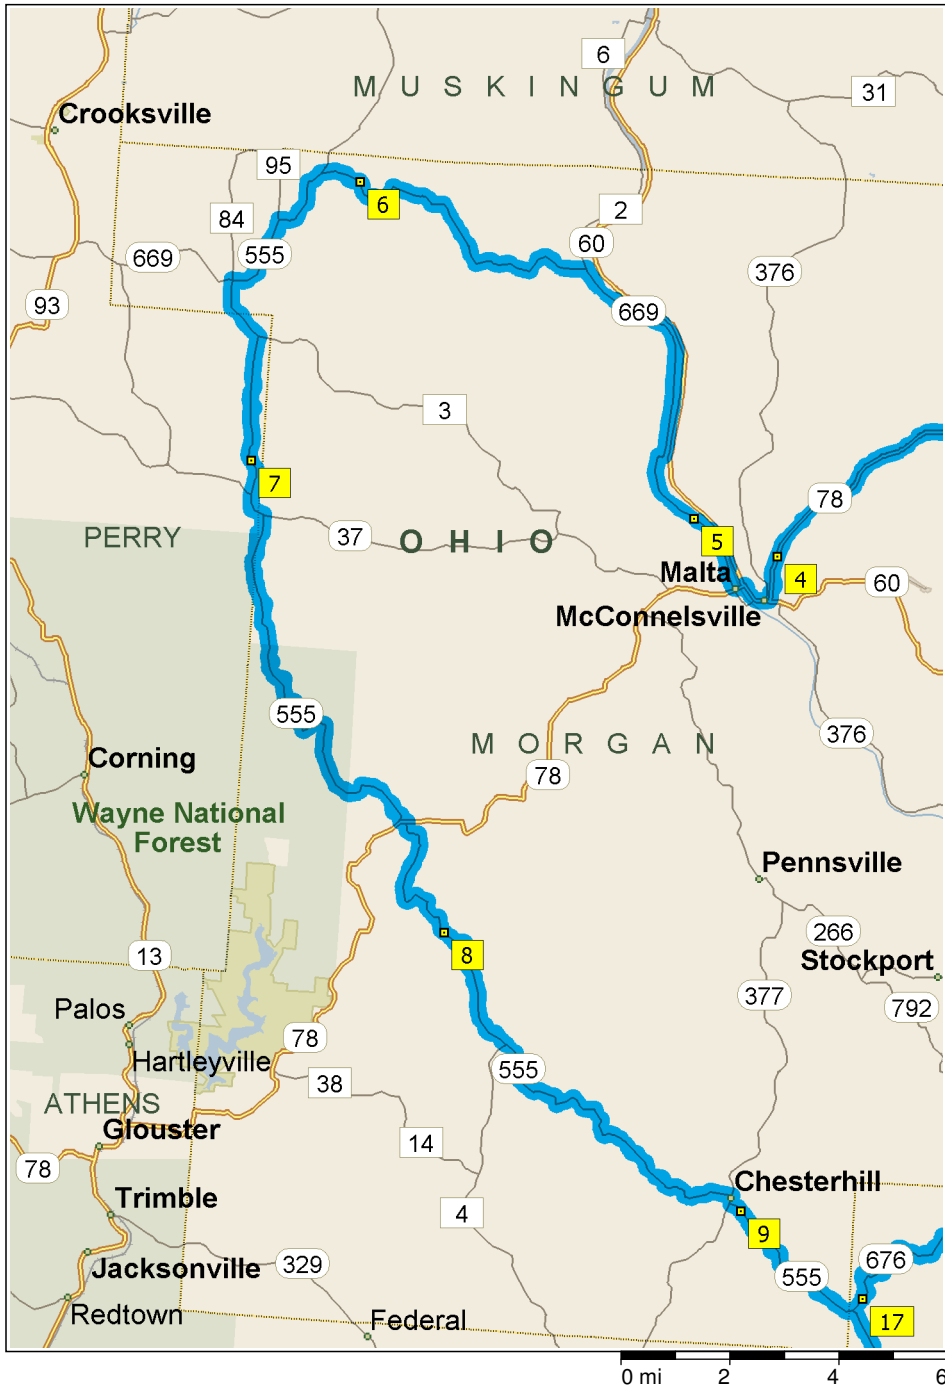 6
MUSKINGUM
31
Crooksville
95
6
84
2
60
555
669
376
93
669
3
7
78
PERRY
37
OHIO
5
Malta
4
60
McConnelsville
555
376
MORGAN
Corning
78
Wayne National
Forest
Pennsville
266
13
8
Stockport
377
Palos
792
78
Hartleyville
555
38
ATHENS
Glouster
14
78
Chesterhill
Trimble
4
9
676
Jacksonville
329
555
Redtown
Federal
17
0 mi 2 4 6